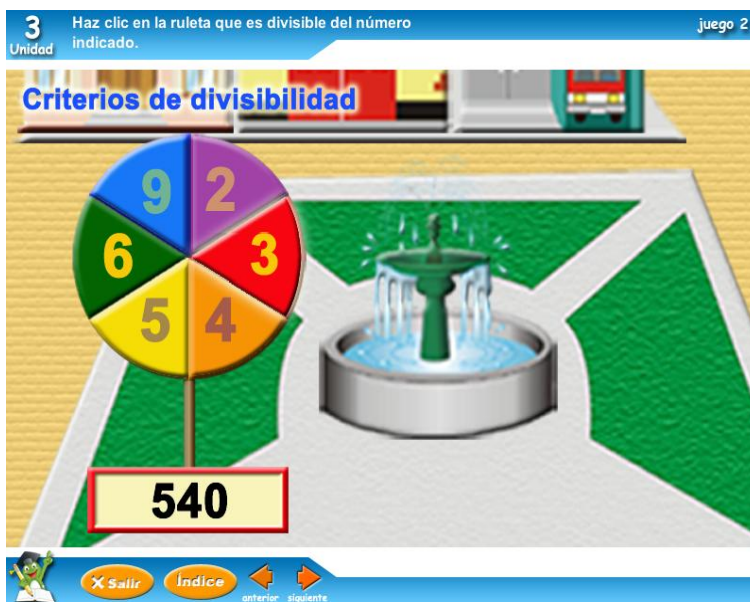 3
Unidad
Haz clic en la ruleta que es divisible del número
indicado.
juego 2
Criterios de divisibilidad
9 2
6 3
5 4
540
X Salir
Índice
anterior
siguiente